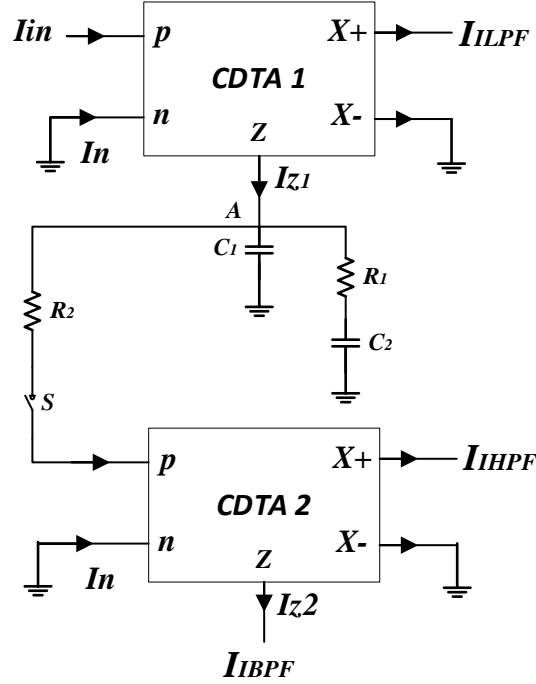 Iin
p
X+
IILPF
CDTA 1
n
X-
In
Z
Iz1
A
C1
R1
R2
C2
S
p
X+
IIHPF
CDTA 2
n
X-
In
Z
Iz2
IIBPF